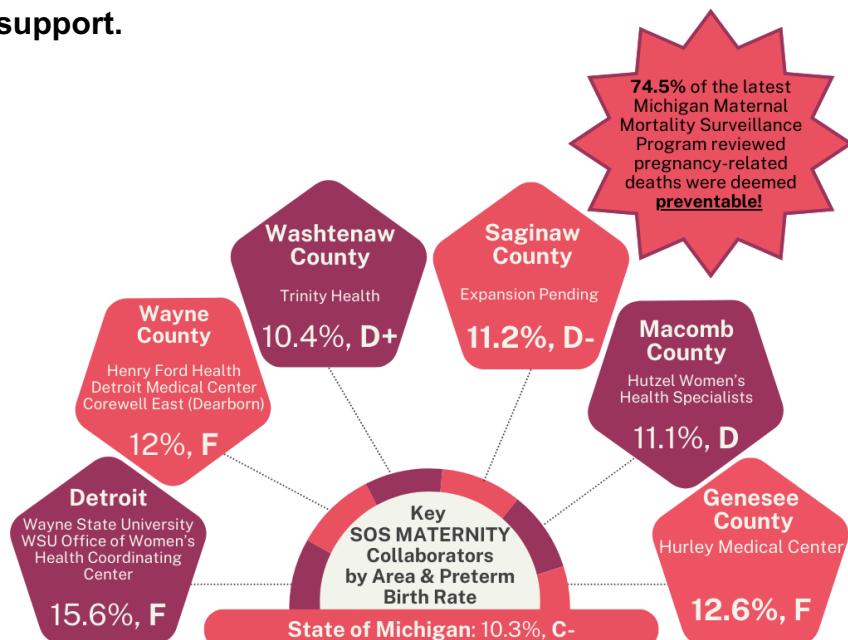 support.
74.5% of the latest
Michigan Maternal
Mortality Surveillance
Program reviewed
pregnancy-related
deaths were deemed
preventable!
Washtenaw
County
Trinity Health
10.4%, D+
Saginaw
County
Expansion Pending
11.2%, D-
Wayne
County
Henry Ford Health
Detroit Medical Center
Corewell East (Dearborn)
12%, F
Macomb
County
Hutzel Women's
Health Specialists
11.1%, D
Detroit
Wayne State University
WSU Office of Women's
Health Coordinating
Center
15.6%, F
Genesee
County
Hurley Medical Center
12.6%, F
Key
SOS MATERNITY
Collaborators
by Area & Preterm
Birth Rate
State of Michigan: 10.3%, C-